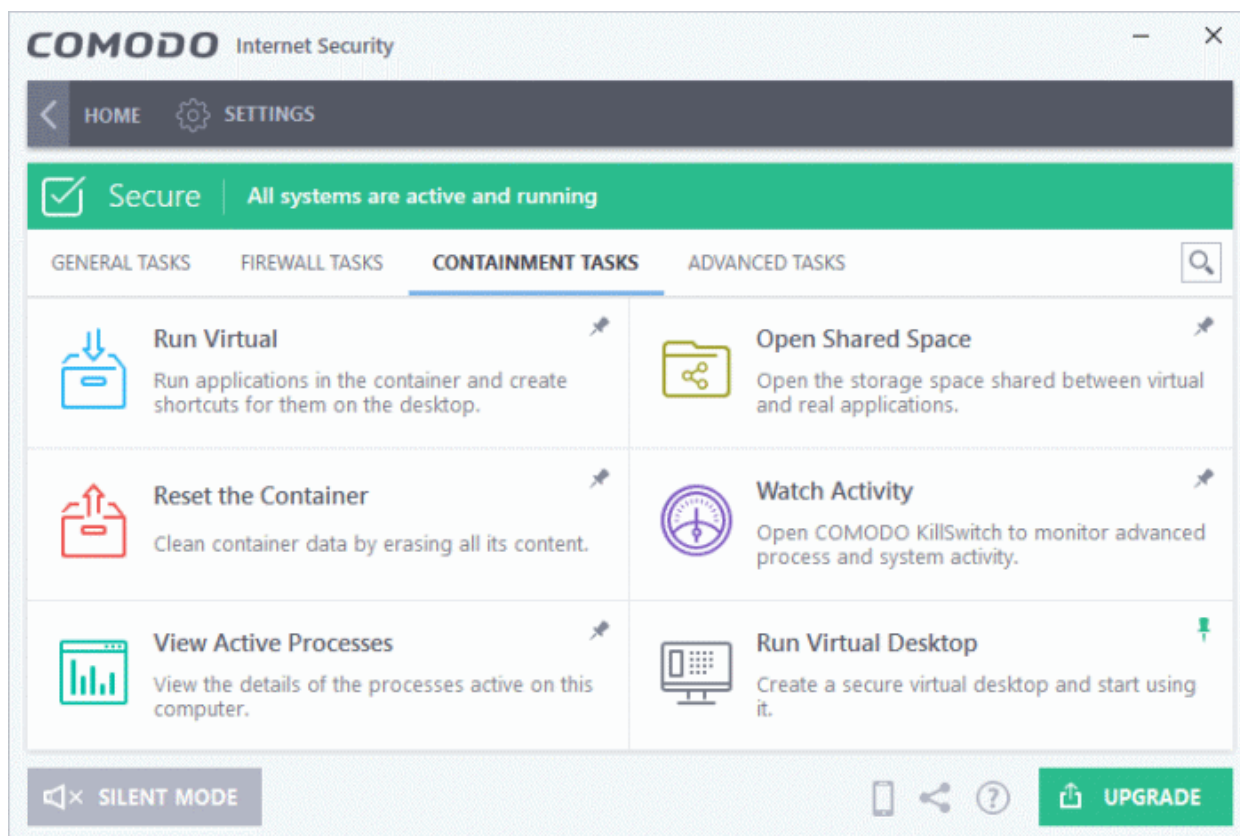 COMODO Internet Security
HOME SETTINGS
Secure All systems are active and running
GENERAL TASKS FIREWALL TASKS CONTAINMENT TASKS ADVANCED TASKS
Run Virtual
Run applications in the container and create
shortcuts for them on the desktop.
Open Shared Space
Open the storage space shared between virtual
and real applications.
Reset the Container
Clean container data by erasing all its content.
Watch Activity
Open COMODO KillSwitch to monitor advanced
process and system activity.
View Active Processes
View the details of the processes active on this
computer.
Run Virtual Desktop
Create a secure virtual desktop and start using
it.
SILENT MODE
UPGRADE